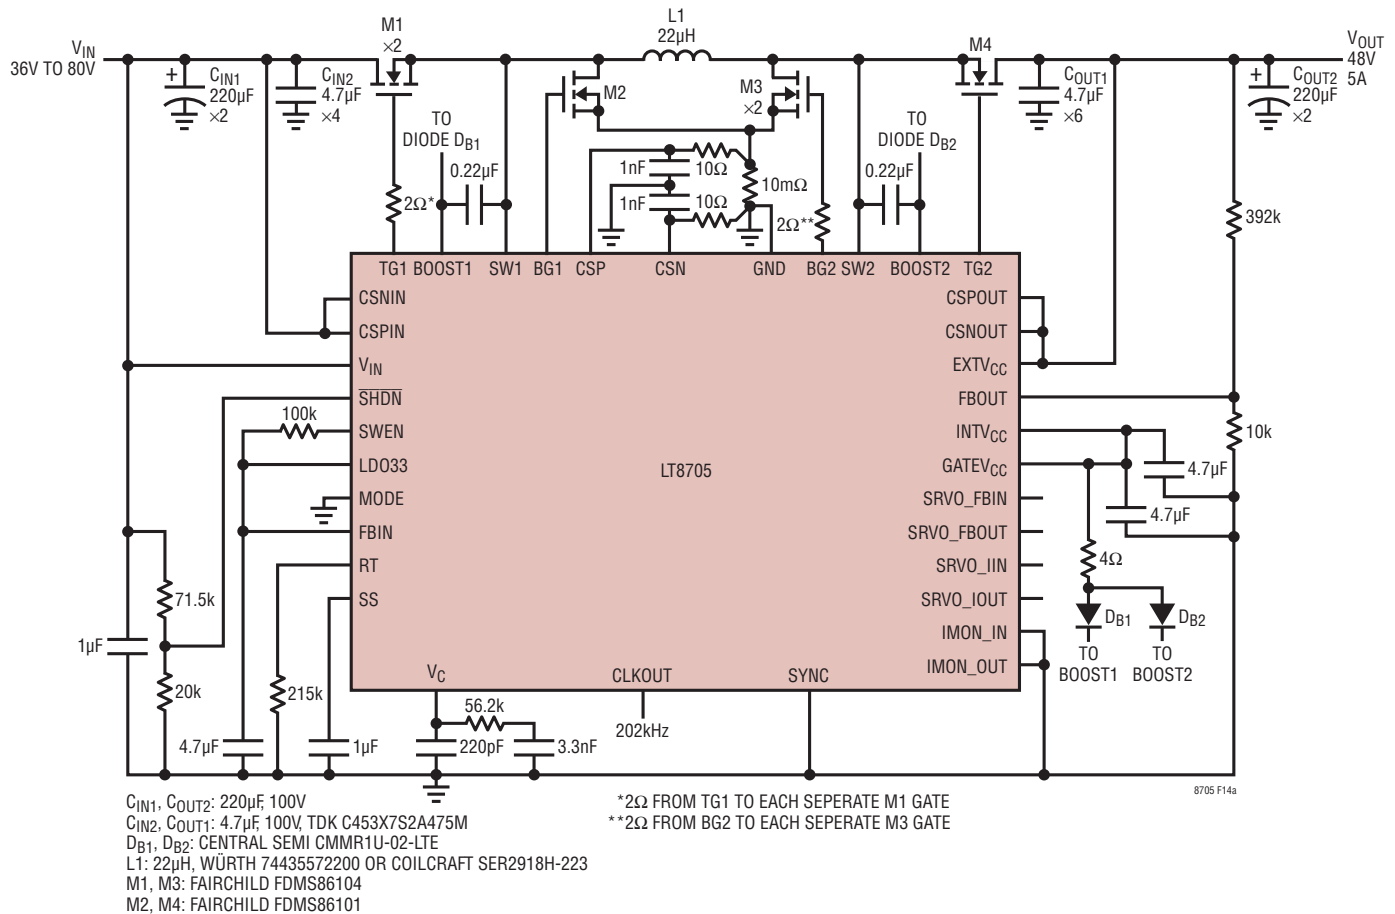 VIN
36V TO 80V
CIN1
220µF
×2
CIN2
4.7µF
×4
M1
×2
L1
22µH
M2
M3
×2
M4
COUT1
4.7µF
×6
COUT2
220µF
×2
VOUT
48V
5A
+
+
TO
DIODE DB1
0.22µF
2Ω*
1nF
10Ω
1nF
10Ω
10mΩ
2Ω**
TO
DIODE DB2
0.22µF
392k
TG1 BOOST1 SW1 BG1 CSP CSN GND BG2 SW2 BOOST2 TG2
CSNIN
CSPIN
VIN
SHDN
SWEN
LDO33
MODE
FBIN
RT
SS
100k
LT8705
CSPOUT
CSNOUT
EXTVCC
FBOUT
INTVCC
GATEVCC
SRVO_FBIN
SRVO_FBOUT
SRVO_IIN
SRVO_IOUT
IMON_IN
IMON_OUT
10k
4.7µF
4.7µF
4Ω
DB1
DB2
TO
BOOST1
TO
BOOST2
71.5k
1µF
20k
215k
4.7µF
1µF
VC
CLKOUT
SYNC
56.2k
220pF
3.3nF
202kHz
8705 F14a
CIN1, COUT2: 220µF, 100V
CIN2, COUT1: 4.7µF, 100V, TDK C453X7S2A475M
DB1, DB2: CENTRAL SEMI CMMR1U-02-LTE
L1: 22µH, WÜRTH 74435572200 OR COILCRAFT SER2918H-223
M1, M3: FAIRCHILD FDMS86104
M2, M4: FAIRCHILD FDMS86101
*2Ω FROM TG1 TO EACH SEPERATE M1 GATE
**2Ω FROM BG2 TO EACH SEPERATE M3 GATE